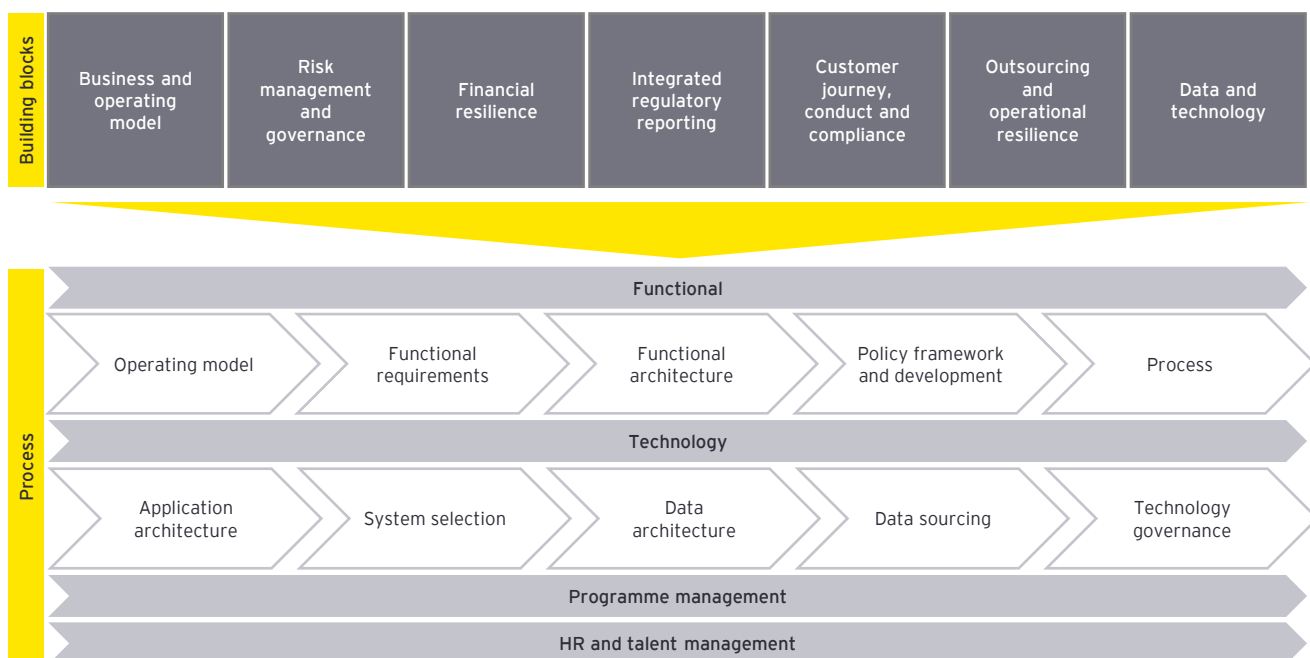 Building blocks
Business and
operating
model
Risk
management
and
governance
Financial
resilience
Integrated
regulatory
reporting
Customer
journey,
conduct and
compliance
Outsourcing
and
operational
resilience
Data and
technology
Process
Functional
Operating model
Functional
requirements
Functional
architecture
Policy framework
and development
Process
Technology
Application
architecture
System selection
Data
architecture
Data sourcing
Technology
governance
Programme management
HR and talent management